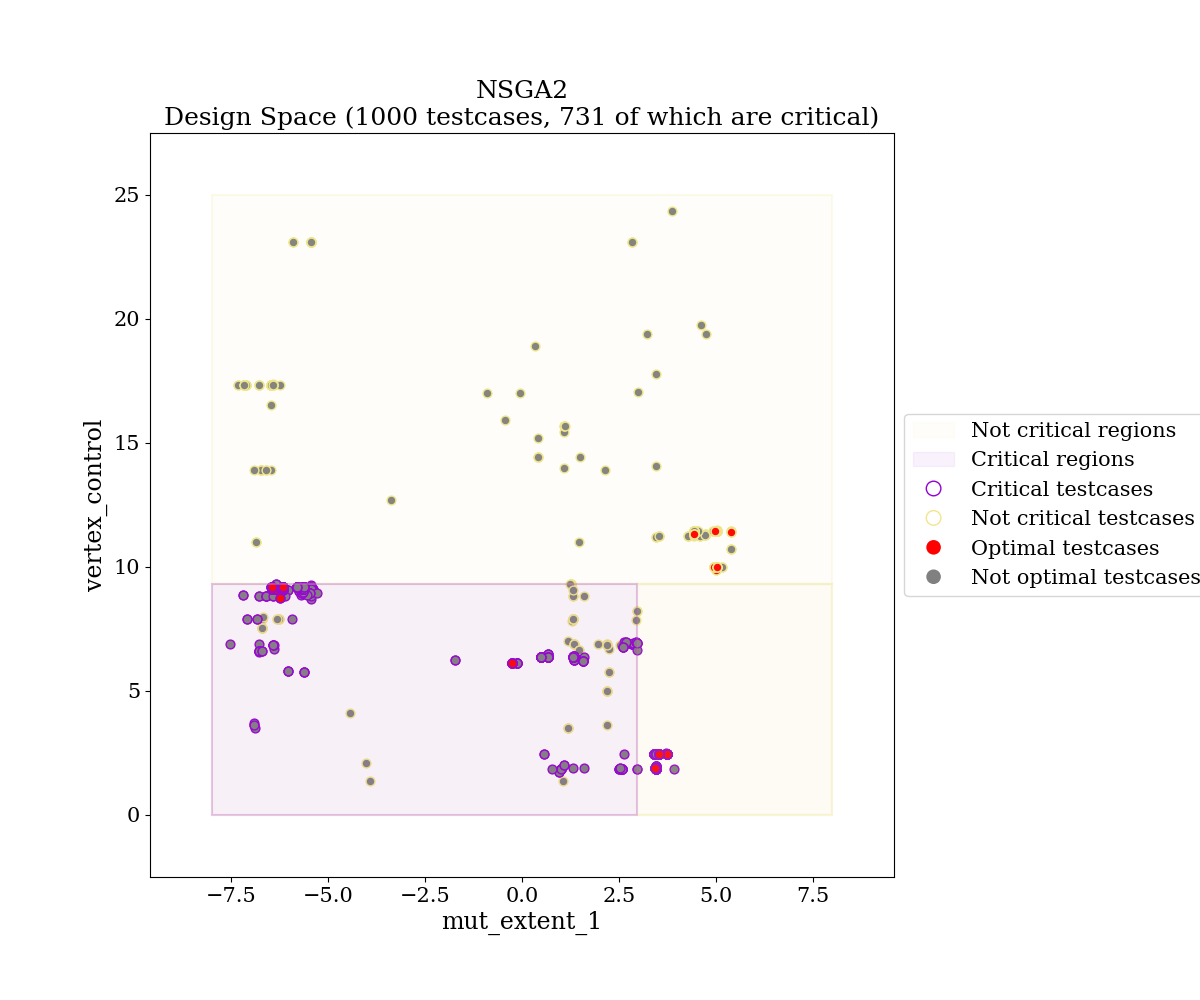 NSGA2
Design Space (1000 testcases, 731 of which are critical)
25
20
15
10
5
0
vertex_control
−7.5
−5.0
−2.5
0.0
2.5
5.0
7.5
mut_extent_1
Not critical regions
Critical regions
Critical testcases
Not critical testcases
Optimal testcases
Not optimal testcases